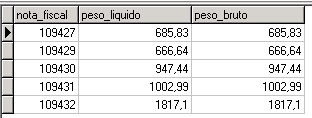 nota_fiscal peso_liquido peso_bruto
109427 685,83 685,83
109429 666,64 666,64
109430 947,44 947,44
109431 1002,99 1002,99
109432 1817,1 1817,1